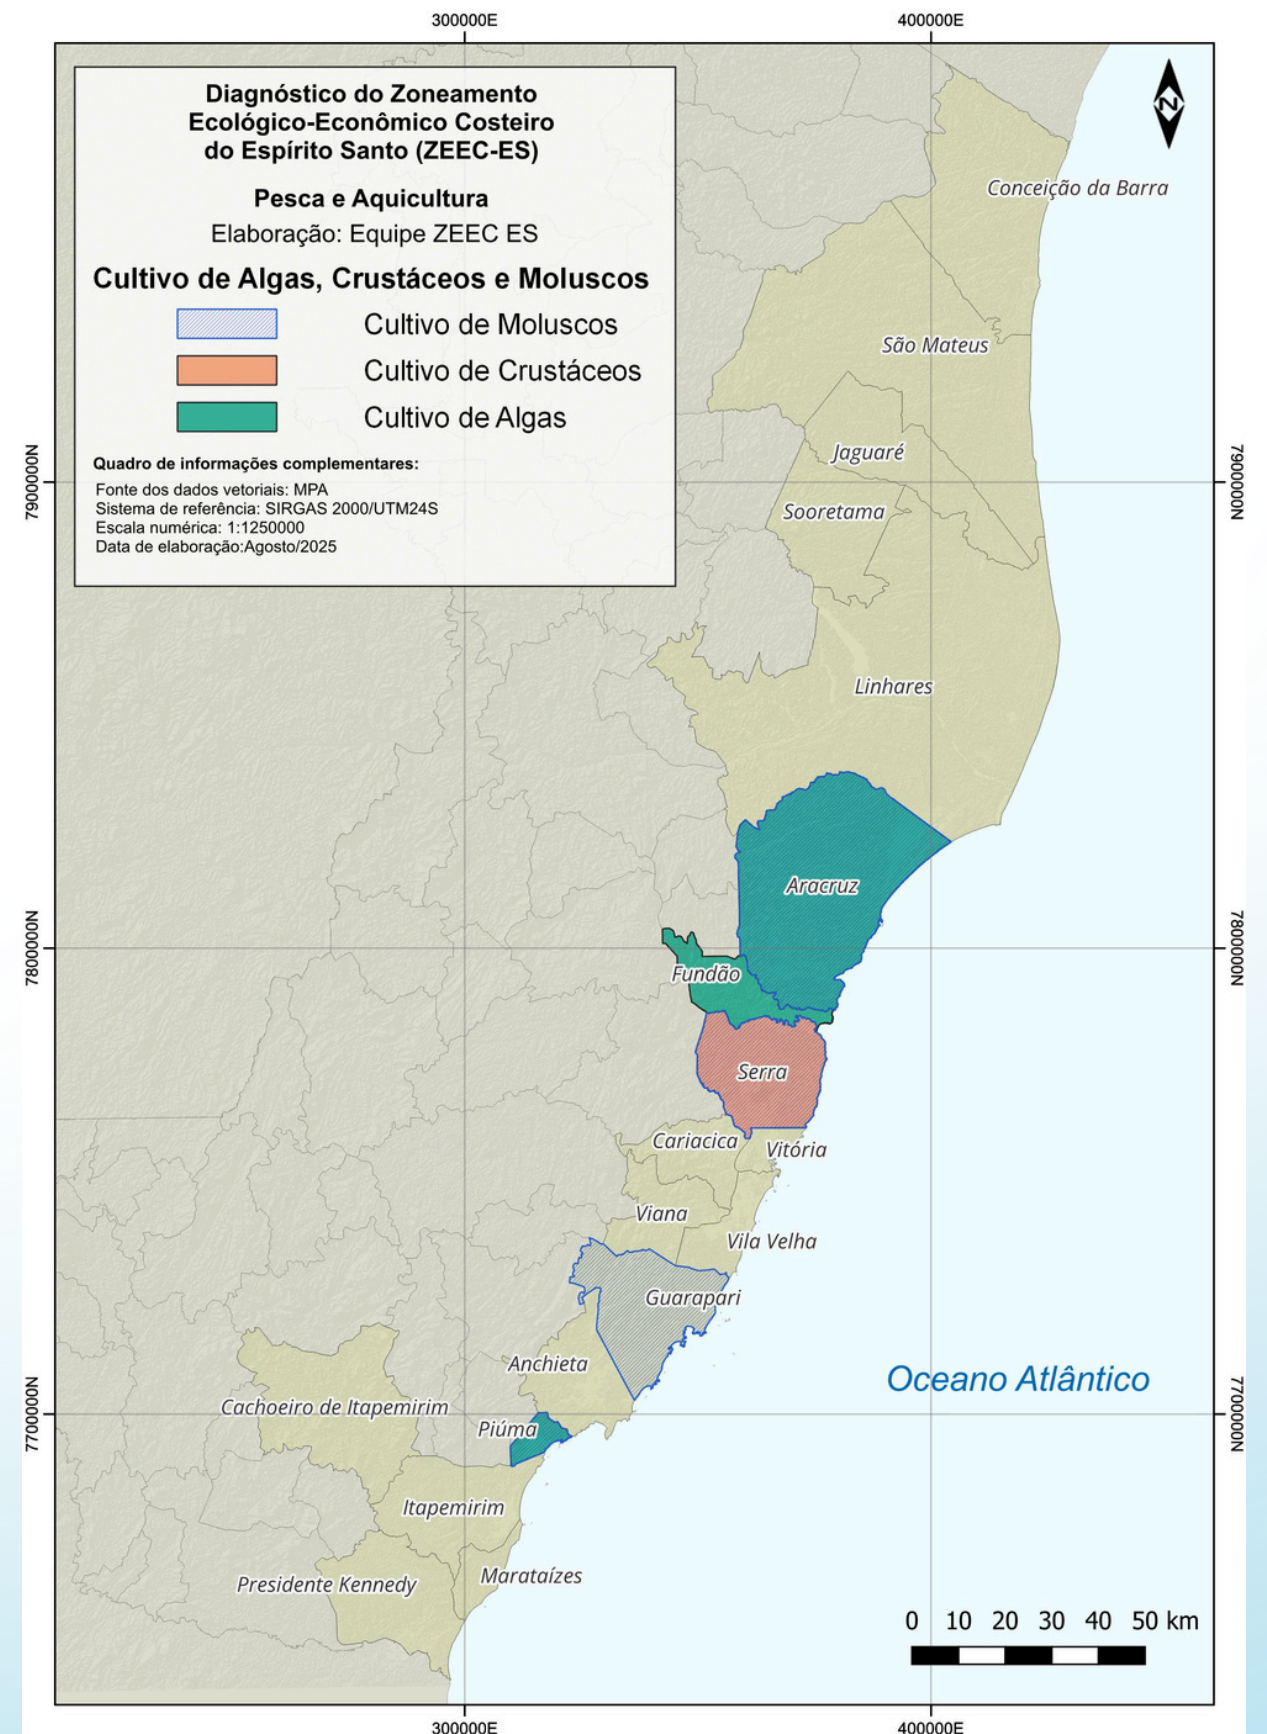 300000E
400000E
Diagnóstico do Zoneamento
Ecológico-Econômico Costeiro
do Espírito Santo (ZEEC-ES)
Pesca e Aquicultura
Elaboração: Equipe ZEEC ES
Cultivo de Algas, Crustáceos e Moluscos
Cultivo de Moluscos
Cultivo de Crustáceos
Cultivo de Algas
Quadro de informações complementares:
Fonte dos dados vetoriais: MPA
Sistema de referência: SIRGAS 2000/UTM24S
Escala numérica: 1:1250000
Data de elaboração:Agosto/2025
N
Conceição da Barra
São Mateus
Jaguaré
7900000N
7900000N
Sooretama
Linhares
Aracruz
7800000N
7800000N
Fundão
Serra
Cariacica
Vitória
Viana
Vila Velha
Guarapari
Anchieta
Oceano Atlântico
Cachoeiro de Itapemirim
7700000N
7700000N
Piúma
Itapemirim
Marataízes
Presidente Kennedy
0 10 20 30 40 50 km
300000E
400000E